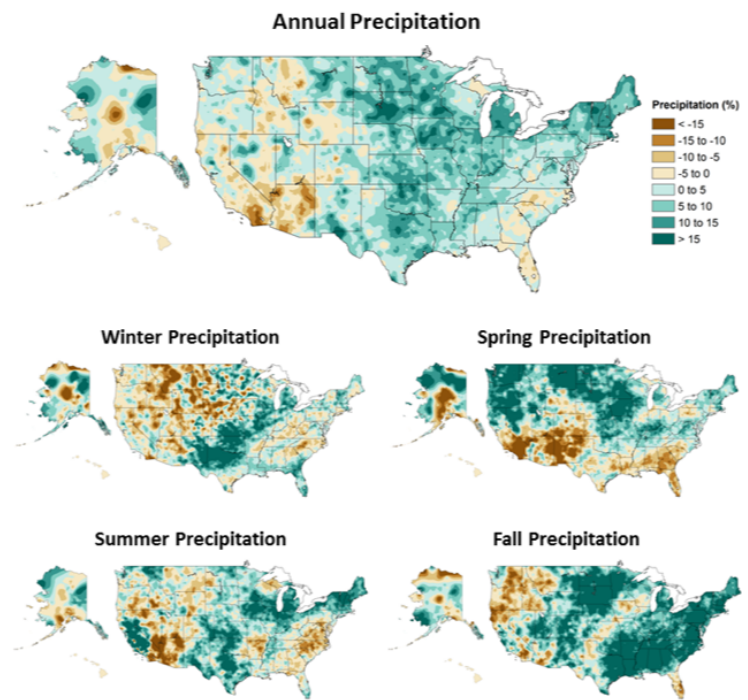 Annual Precipitation
Precipitation (%)
< -15
-15 to -10
-10 to -5
-5 to 0
0 to 5
5 to 10
10 to 15
> 15
Winter Precipitation
Spring Precipitation
Summer Precipitation
Fall Precipitation